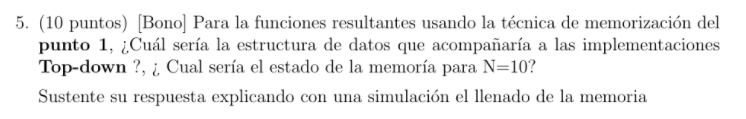 5. (10 puntos) [Bono] Para la funciones resultantes usando la técnica de memorización del
punto 1, ¿Cuál sería la estructura de datos que acompañaría a las implementaciones
Top-down ?, ¿ Cual sería el estado de la memoría para N=10?
Sustente su respuesta explicando con una simulación el llenado de la memoria